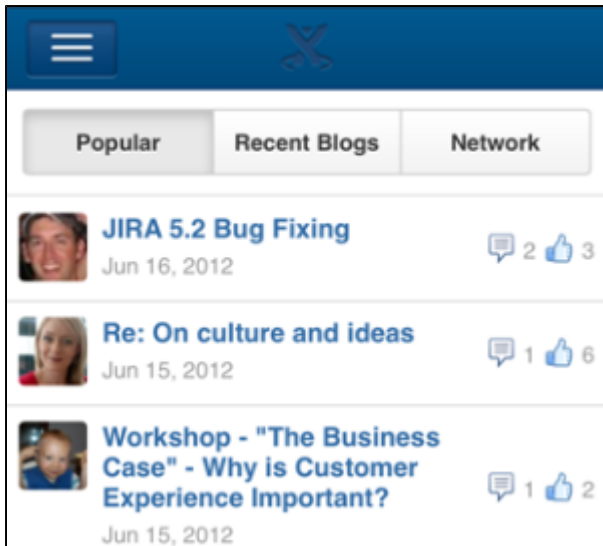 Popular Recent Blogs Network
JIRA 5.2 Bug Fixing
2 3
Jun 16, 2012
Re: On culture and ideas
1 6
Jun 15, 2012
Workshop - "The Business
Case" - Why is Customer
Experience Important?
1 2
Jun 15, 2012